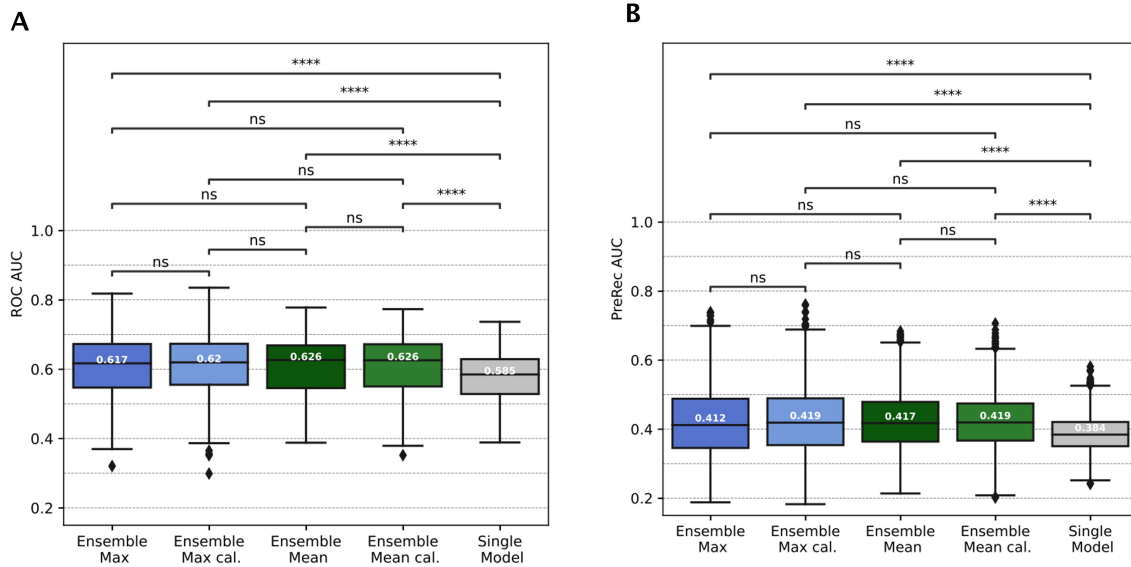 A
****
****
ns
****
ns
****
ns
ns
ns
ns
ROC AUC
1.0
0.8
0.6
0.4
0.2
0.617
0.62
0.626
0.626
0.585
Ensemble
Max
Ensemble
Max cal.
Ensemble
Mean
Ensemble
Mean cal.
Single
Model
B
****
****
ns
****
ns
****
ns
ns
ns
ns
PreRec AUC
1.0
0.8
0.6
0.4
0.2
0.412
0.419
0.417
0.419
0.384
Ensemble
Max
Ensemble
Max cal.
Ensemble
Mean
Ensemble
Mean cal.
Single
Model